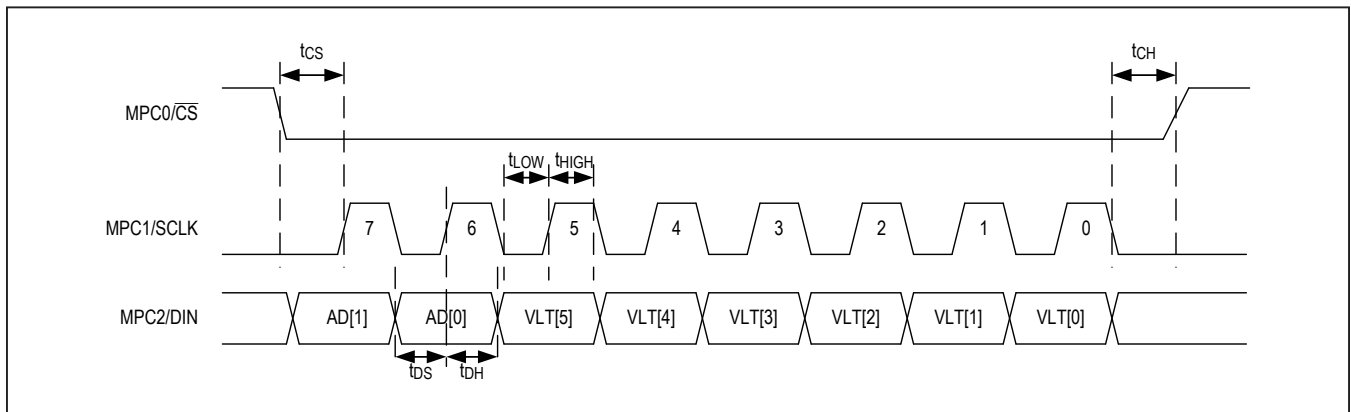 tCS
tCH
MPC0/C̅S̅
tLOW tHIGH
MPC1/SCLK 7 6 5 4 3 2 1 0
MPC2/DIN AD[1] AD[0] VLT[5] VLT[4] VLT[3] VLT[2] VLT[1] VLT[0]
tDS tDH